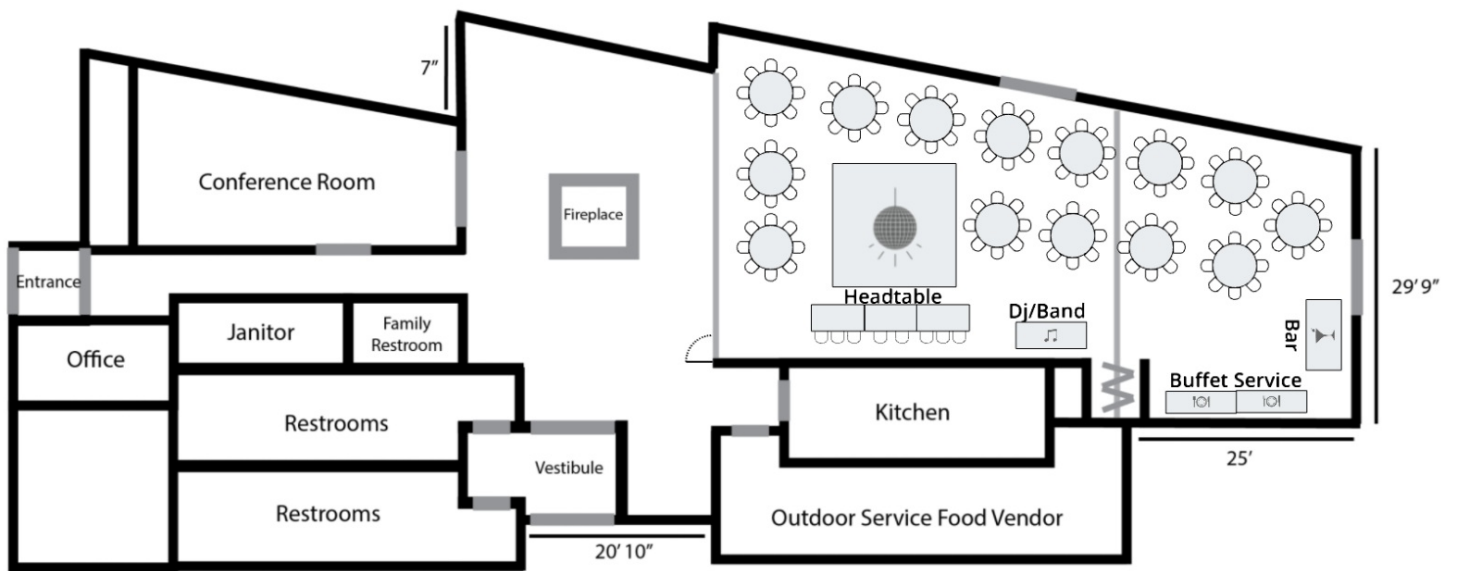 7”
Conference Room
Fireplace
Entrance
Headtable
Dj/Band
29’ 9”
Janitor
Family
Restroom
Bar
Office
Buffet Service
Restrooms
Kitchen
25’
Vestibule
Restrooms
Outdoor Service Food Vendor
20’ 10”